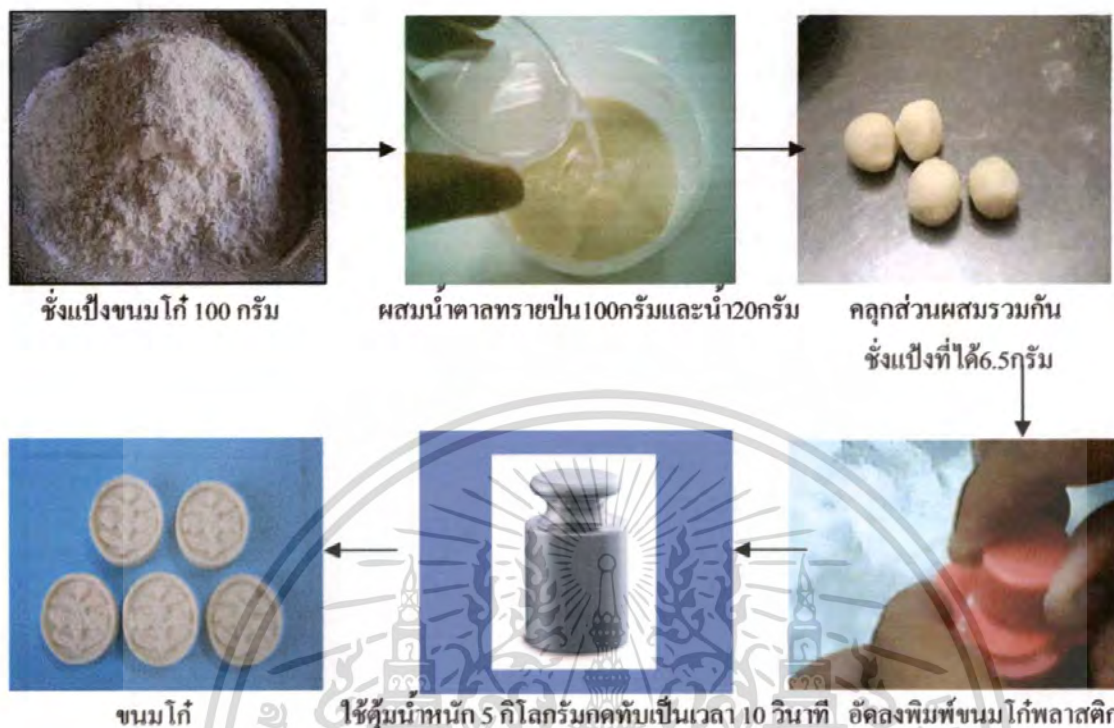 ชั่งแป้งขนมโก๋ 100 กรัม
ผสมน้ำตาลทรายป่น100กรัมและน้ำ20กรัม
คลุกส่วนผสมรวมกัน
ชั่งแป้งที่ได้6.5กรัม
อัดลงพิมพ์ขนมโก๋พลาสติค
ใช้ตุ้มน้ำหนัก 5 กิโลกรัมกดทับเป็นเวลา 10 วินาที
ขนมโก๋